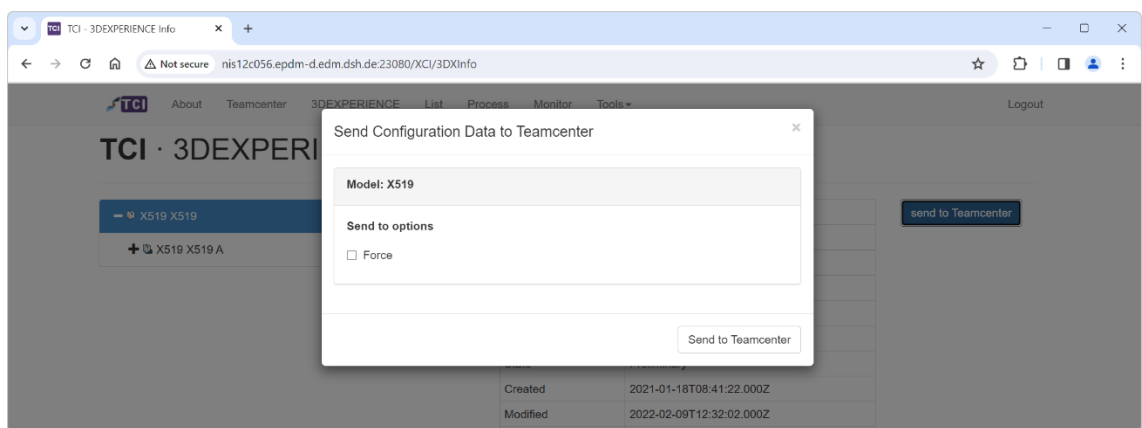 TCI TCI - 3DEXPERIENCE Info
Not secure nis12c056.epdm-d.edm.dsh.de:23080/XCI/3DXInfo
TCI About Teamcenter 3DEXPERIENCE List Process Monitor Tools Logout
TCI · 3DEXPERI
Send Configuration Data to Teamcenter
Model: X519
Send to options
Force
Send to Teamcenter
X519 X519
X519 X519 A
send to Teamcenter
Created 2021-01-18T08:41:22.000Z
Modified 2022-02-09T12:32:02.000Z